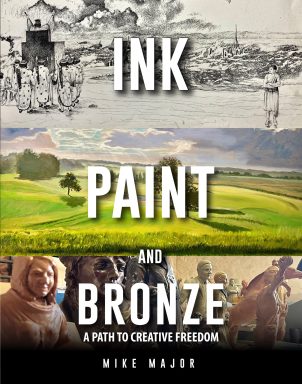 INK
PAINT
AND
BRONZE
A PATH TO CREATIVE FREEDOM
MIKE MAJOR